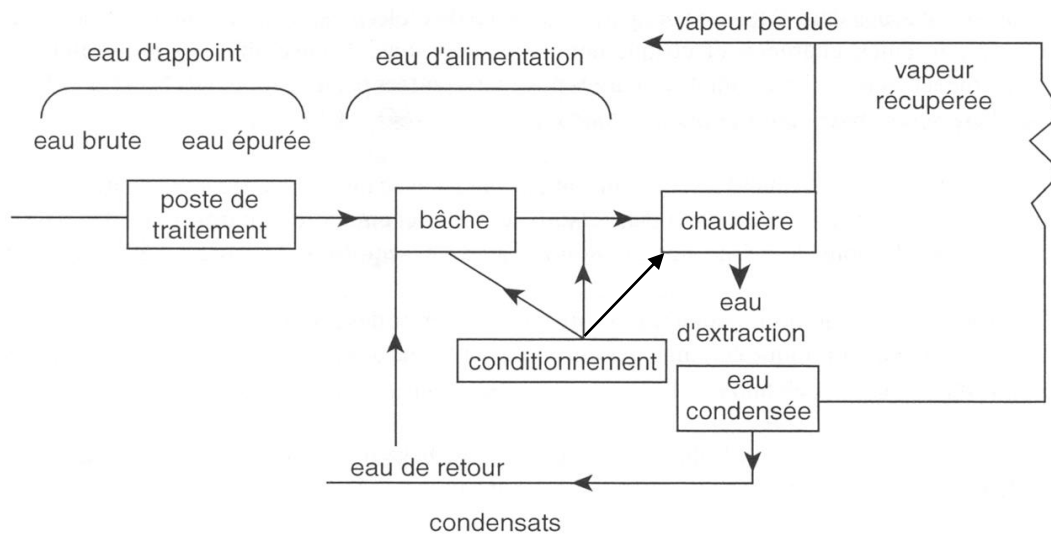 vapeur perdue
eau d'appoint
eau d'alimentation
vapeur
récupérée
eau brute
eau épurée
poste de
traitement
bâche
chaudière
eau
d'extraction
conditionnement
eau
condensée
eau de retour
condensats